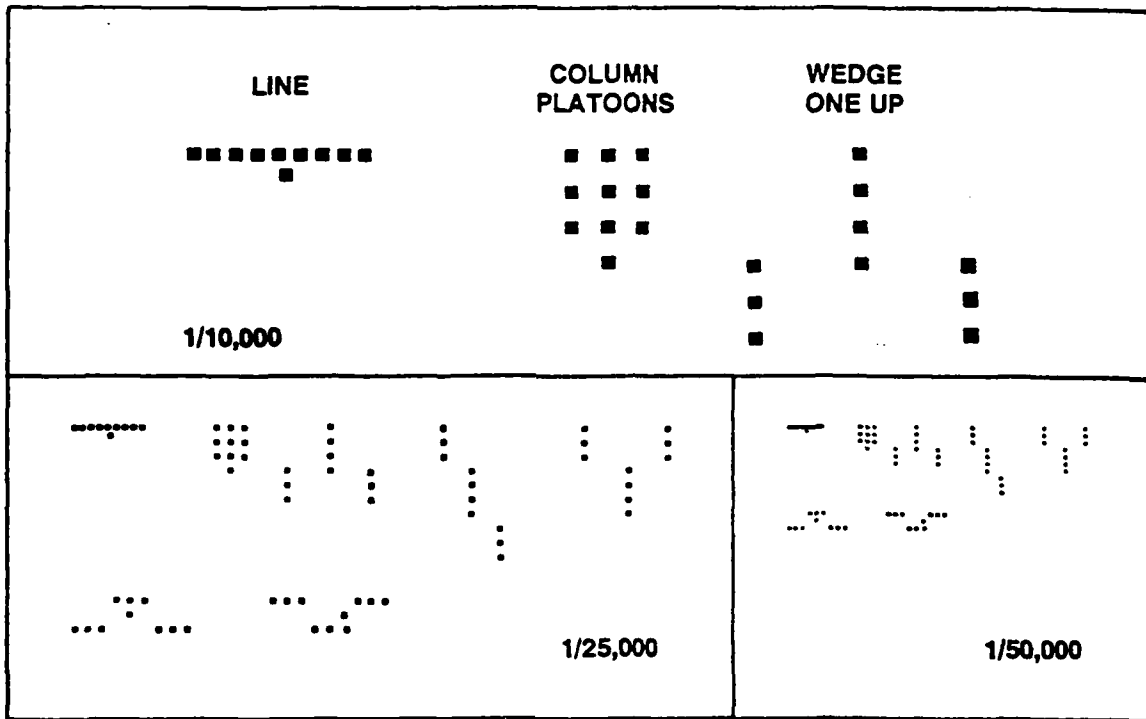 LINE
COLUMN
PLATOONS
WEDGE
ONE UP
1/10,000
1/25,000
1/50,000